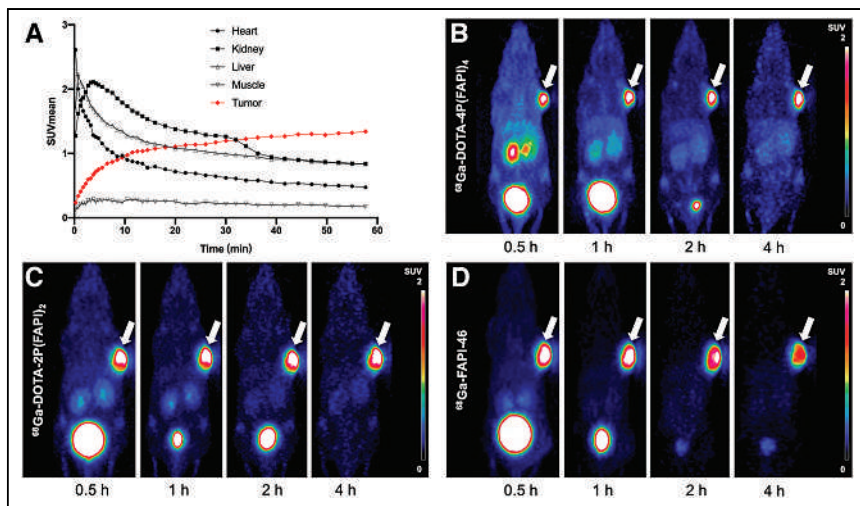 A
Heart
Kidney
Liver
Muscle
Tumor
SUVmean
3
2
1
0
0 10 20 30 40 50 60
Time (min)
B
⁶⁸Ga-DOTA-4P(FAPI)₄
SUV
2
0
0.5 h 1 h 2 h 4 h
C
⁶⁸Ga-DOTA-2P(FAPI)₂
SUV
2
0
0.5 h 1 h 2 h 4 h
D
⁶⁸Ga-FAPI-46
SUV
2
0
0.5 h 1 h 2 h 4 h